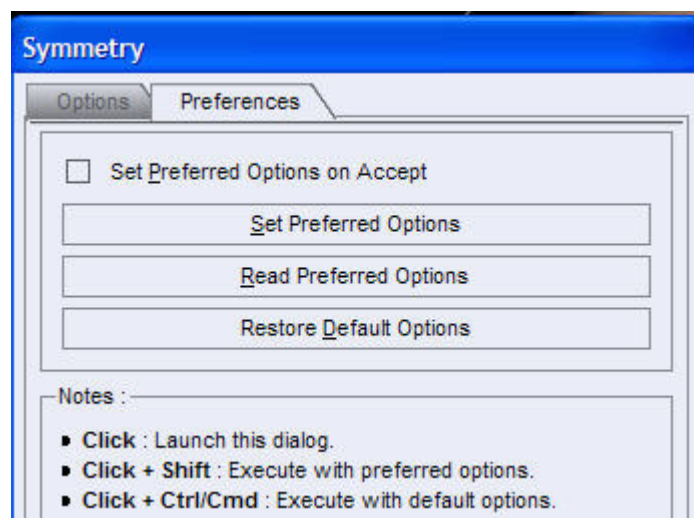 Symmetry
Options Preferences
Set Preferred Options on Accept
Set Preferred Options
Read Preferred Options
Restore Default Options
Notes :
Click : Launch this dialog.
Click + Shift : Execute with preferred options.
Click + Ctrl/Cmd : Execute with default options.